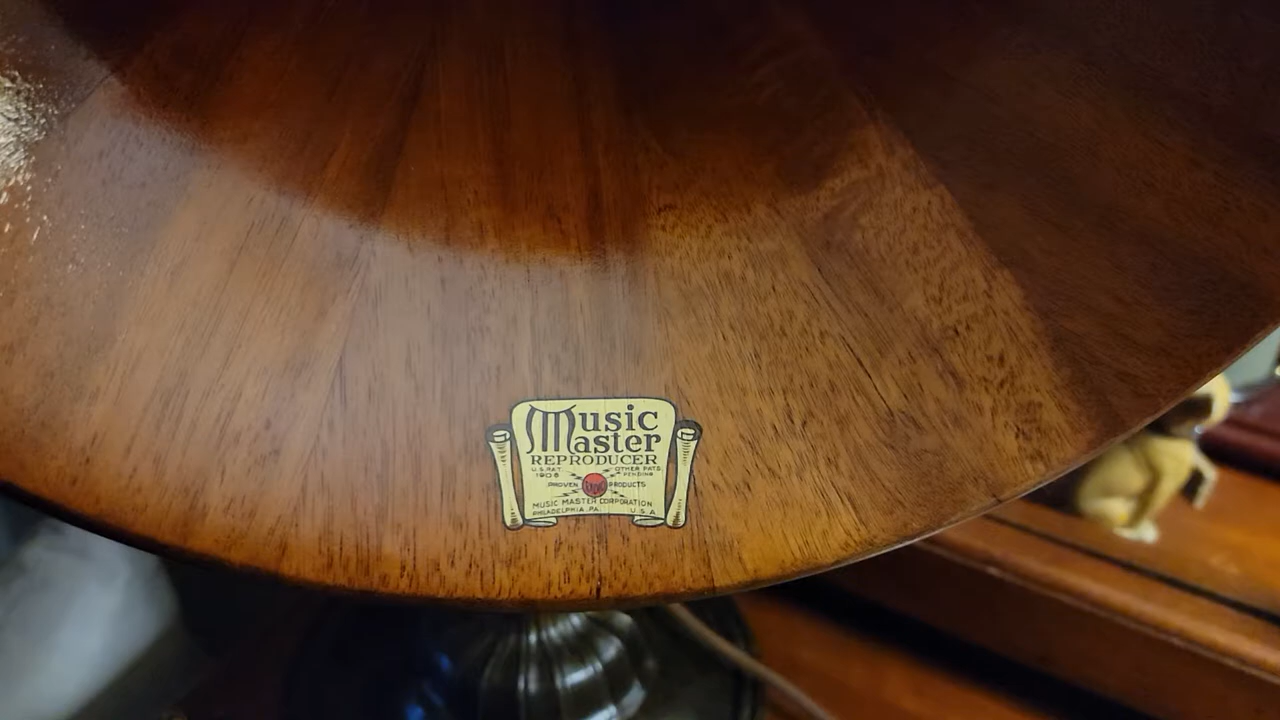 Music
Master
REPRODUCER
U.S. PAT. OTHER PATS.
1908 PENDING
PROVEN PRODUCTS
MUSIC MASTER CORPORATION
PHILADELPHIA PA. U.S.A